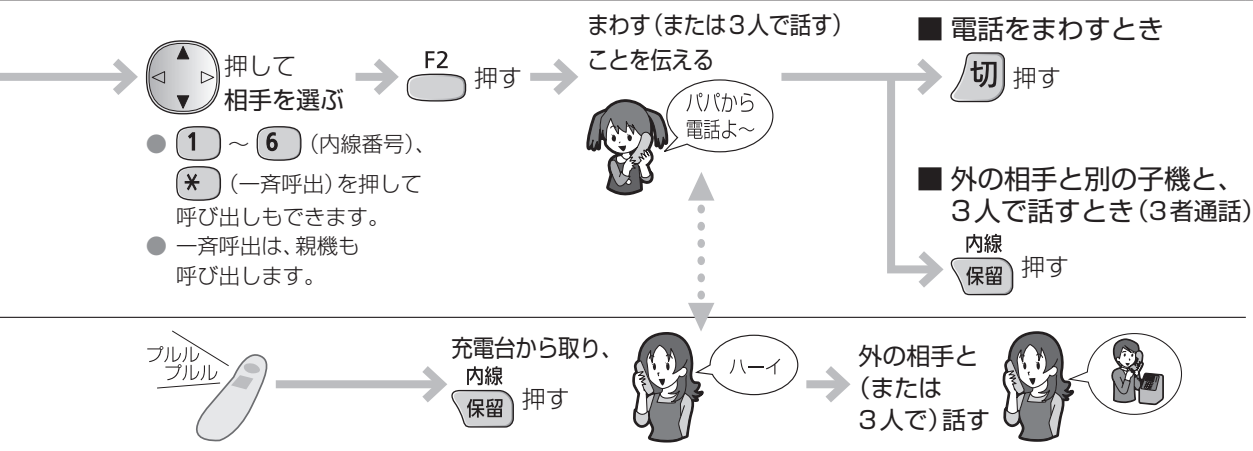 押して
相手を選ぶ
● 1 ～ 6 (内線番号)、
＊ (一斉呼出)を押して
呼び出しもできます。
● 一斉呼出は、親機も
呼び出します。
F2
押す
まわす(または3人で話す)
ことを伝える
パパから
電話よ～
■ 電話をまわすとき
切 押す
■ 外の相手と別の子機と、
3人で話すとき(3者通話)
内線
保留 押す
プルル
プルル
充電台から取り、
内線
保留 押す
ハーイ
外の相手と
(または
3人で)話す